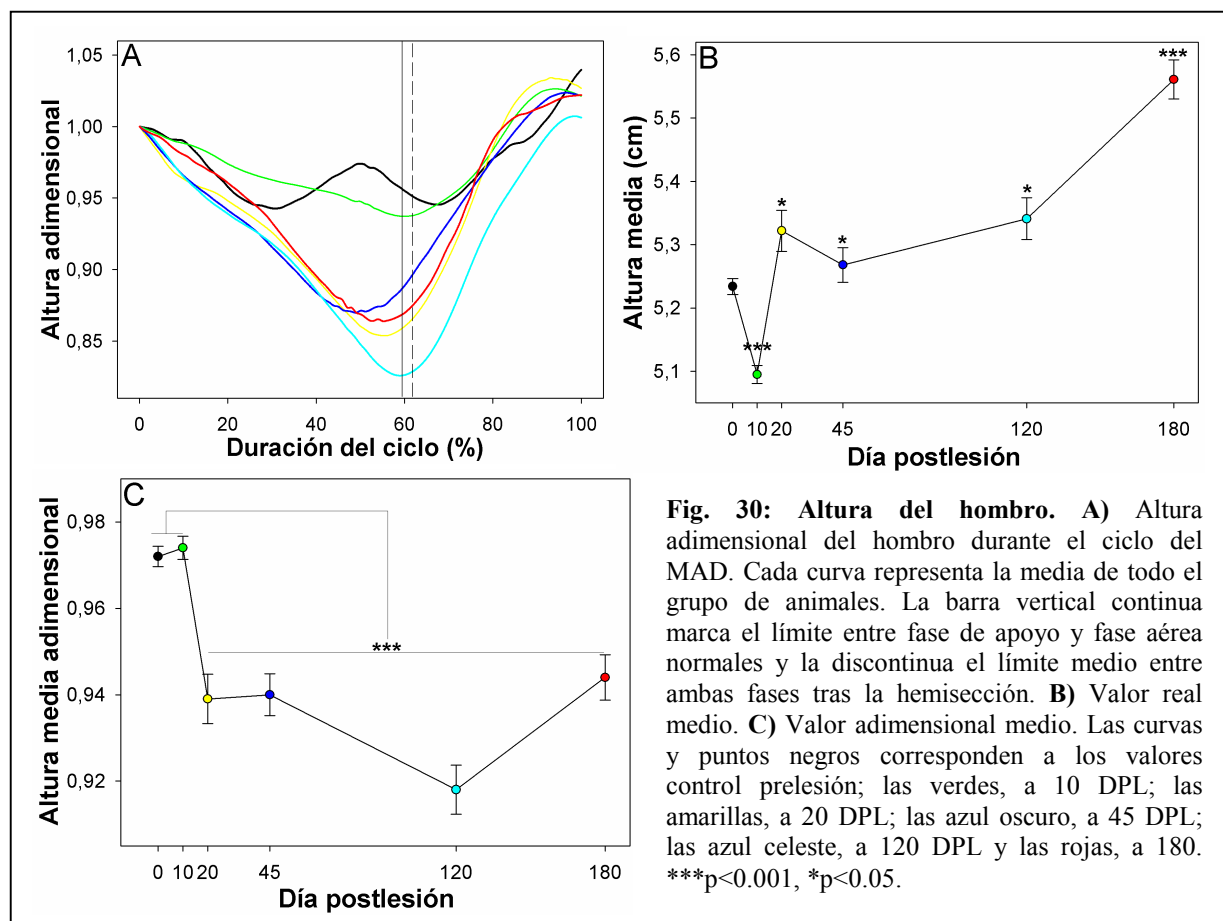 A
1,05
1,00
0,95
0,90
0,85
Altura adimensional
0 20 40 60 80 100
Duración del ciclo (%)
B
5,6
5,5
5,4
5,3
5,2
5,1
Altura media (cm)
***
*
*
*
***
0 10 20 45 120 180
Día postlesión
C
0,98
0,96
0,94
0,92
Altura media adimensional
***
0 10 20 45 120 180
Día postlesión
Fig. 30: Altura del hombro. A) Altura
adimensional del hombro durante el ciclo del
MAD. Cada curva representa la media de todo el
grupo de animales. La barra vertical continua
marca el límite entre fase de apoyo y fase aérea
normales y la discontinua el límite medio entre
ambas fases tras la hemisección. B) Valor real
medio. C) Valor adimensional medio. Las curvas
y puntos negros corresponden a los valores
control prelesión; las verdes, a 10 DPL; las
amarillas, a 20 DPL; las azul oscuro, a 45 DPL;
las azul celeste, a 120 DPL y las rojas, a 180.
***p<0.001, *p<0.05.